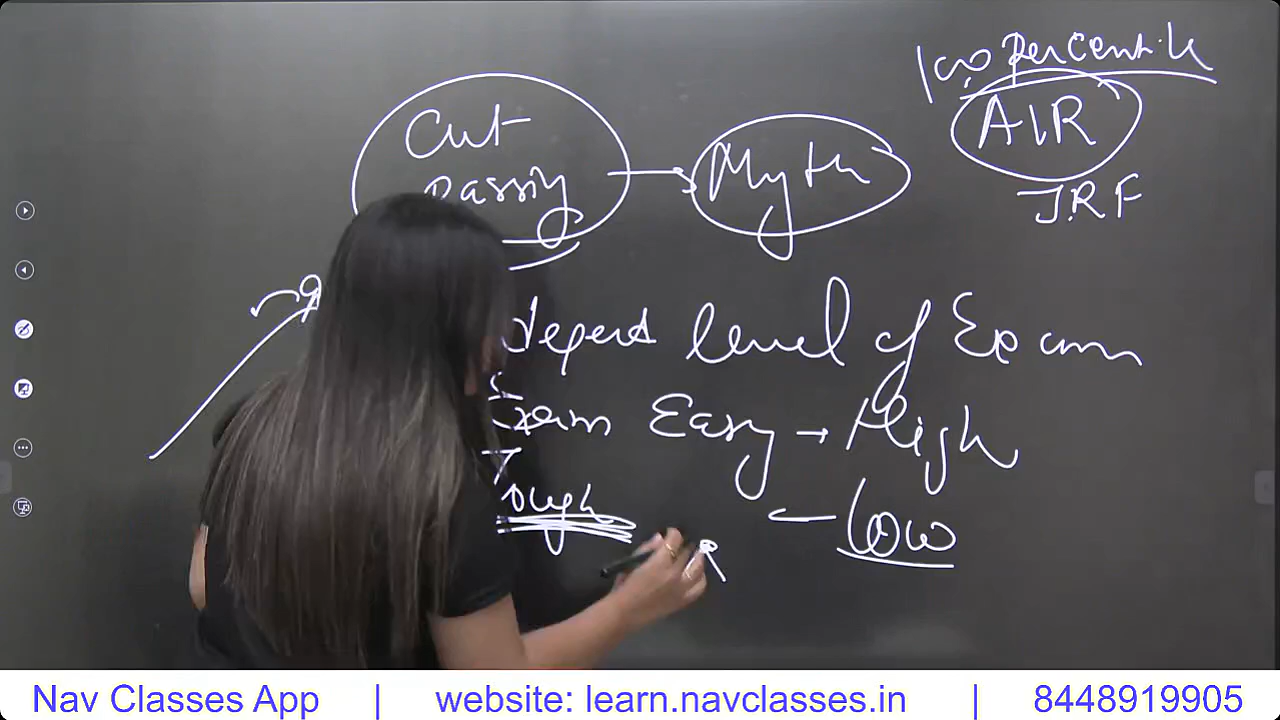 100 percentile
AIR
J.R.F
Cut
Passing
Myth
depend level of Exam
Exam Easy → High
Tough
Low
Nav Classes App | website: learn.navclasses.in | 8448919905